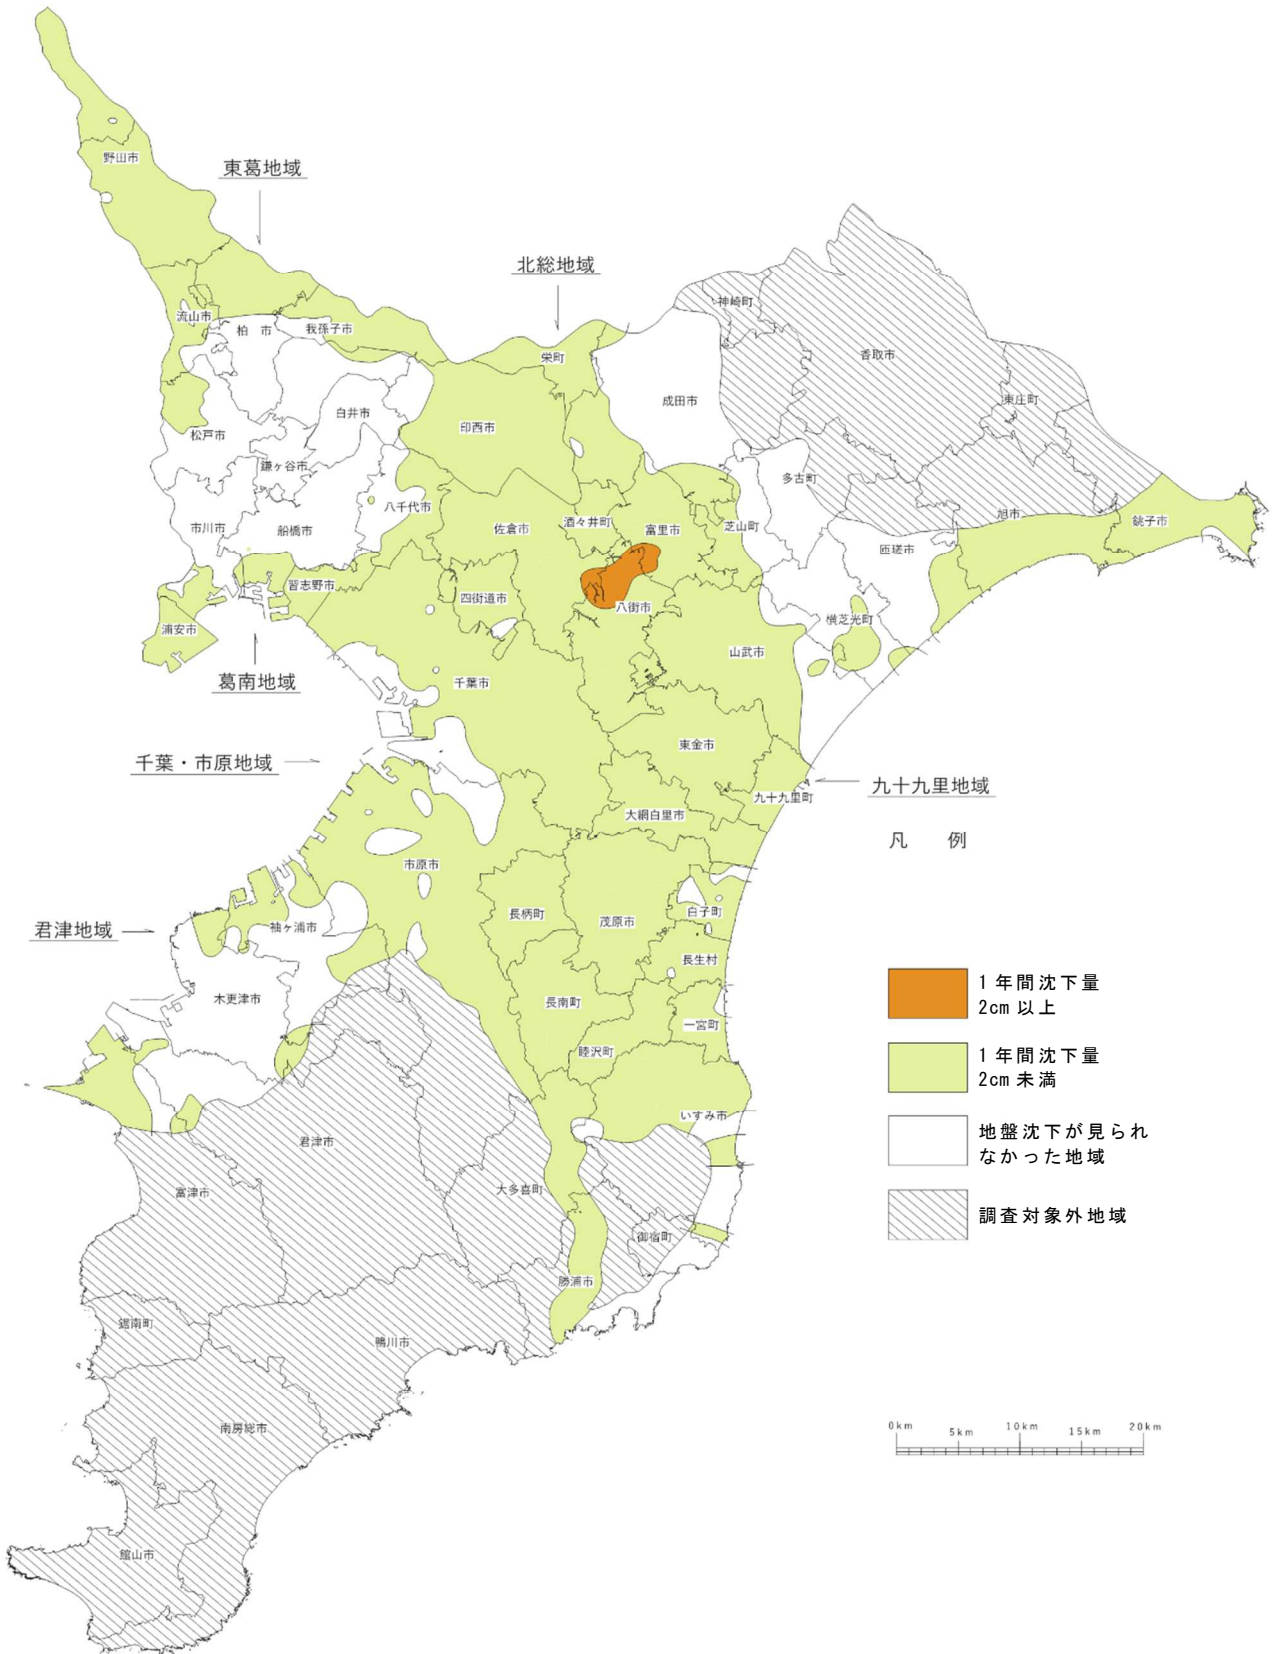 野田市
東葛地域
北総地域
神崎町
流山市
柏 市
我孫子市
栄町
香取市
成田市
東庄町
白井市
印西市
松戸市
鎌ヶ谷市
多古町
八千代市
市川市
船橋市
佐倉市
酒々井町
富里市
芝山町
旭市
銚子市
匝瑳市
習志野市
四街道市
八街市
横芝光町
浦安市
山武市
葛南地域
千葉市
東金市
千葉・市原地域
九十九里町
九十九里地域
大網白里市
凡 例
市原市
長柄町
茂原市
白子町
君津地域
袖ヶ浦市
長生村
木更津市
長南町
一宮町
1年間沈下量
2cm以上
睦沢町
1年間沈下量
2cm未満
いすみ市
君津市
地盤沈下が見られ
なかった地域
富津市
大多喜町
調査対象外地域
御宿町
勝浦市
鋸南町
鴨川市
南房総市
0km
5km
10km
15km
20km
館山市